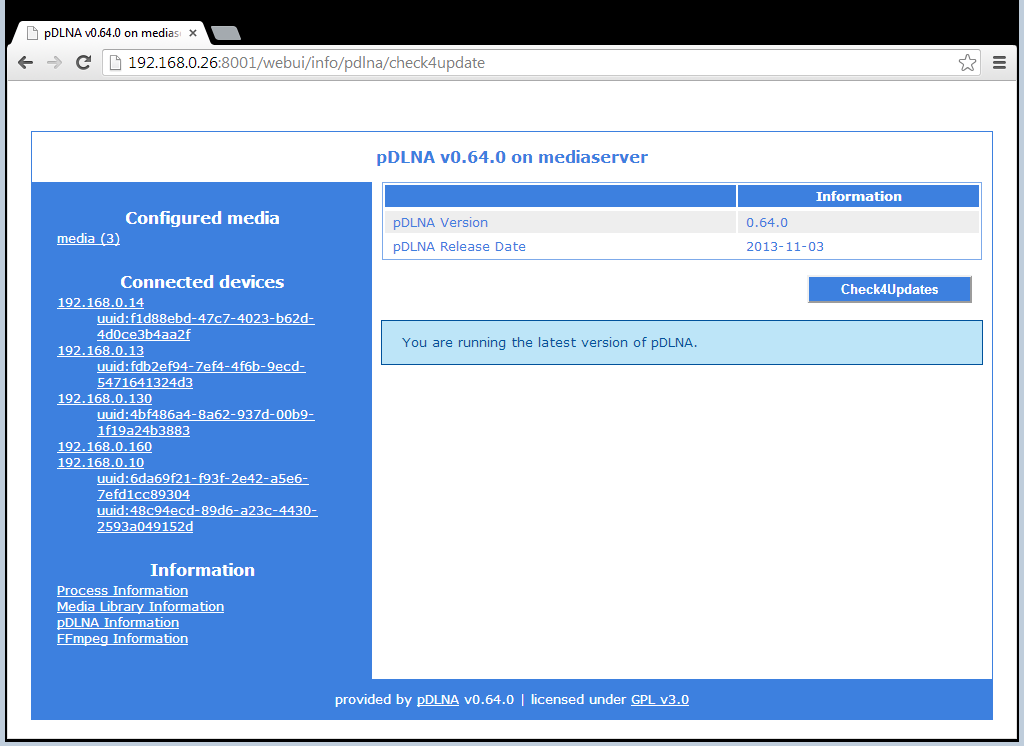 pDLNA v0.64.0 on medias
192.168.0.26:8001/webui/info/pdlna/check4update
pDLNA v0.64.0 on mediaserver
Configured media
media (3)
Connected devices
192.168.0.14
uuid:f1d88ebd-47c7-4023-b62d-
4d0ce3b4aa2f
192.168.0.13
uuid:fdb2ef94-7ef4-4f6b-9ecd-
5471641324d3
192.168.0.130
uuid:4bf486a4-8a62-937d-00b9-
1f19a24b3883
192.168.0.160
192.168.0.10
uuid:6da69f21-f93f-2e42-a5e6-
7efd1cc89304
uuid:48c94ecd-89d6-a23c-4430-
2593a049152d
Information
Process Information
Media Library Information
pDLNA Information
FFmpeg Information
Information
pDLNA Version 0.64.0
pDLNA Release Date 2013-11-03
Check4Updates
You are running the latest version of pDLNA.
provided by pDLNA v0.64.0 | licensed under GPL v3.0